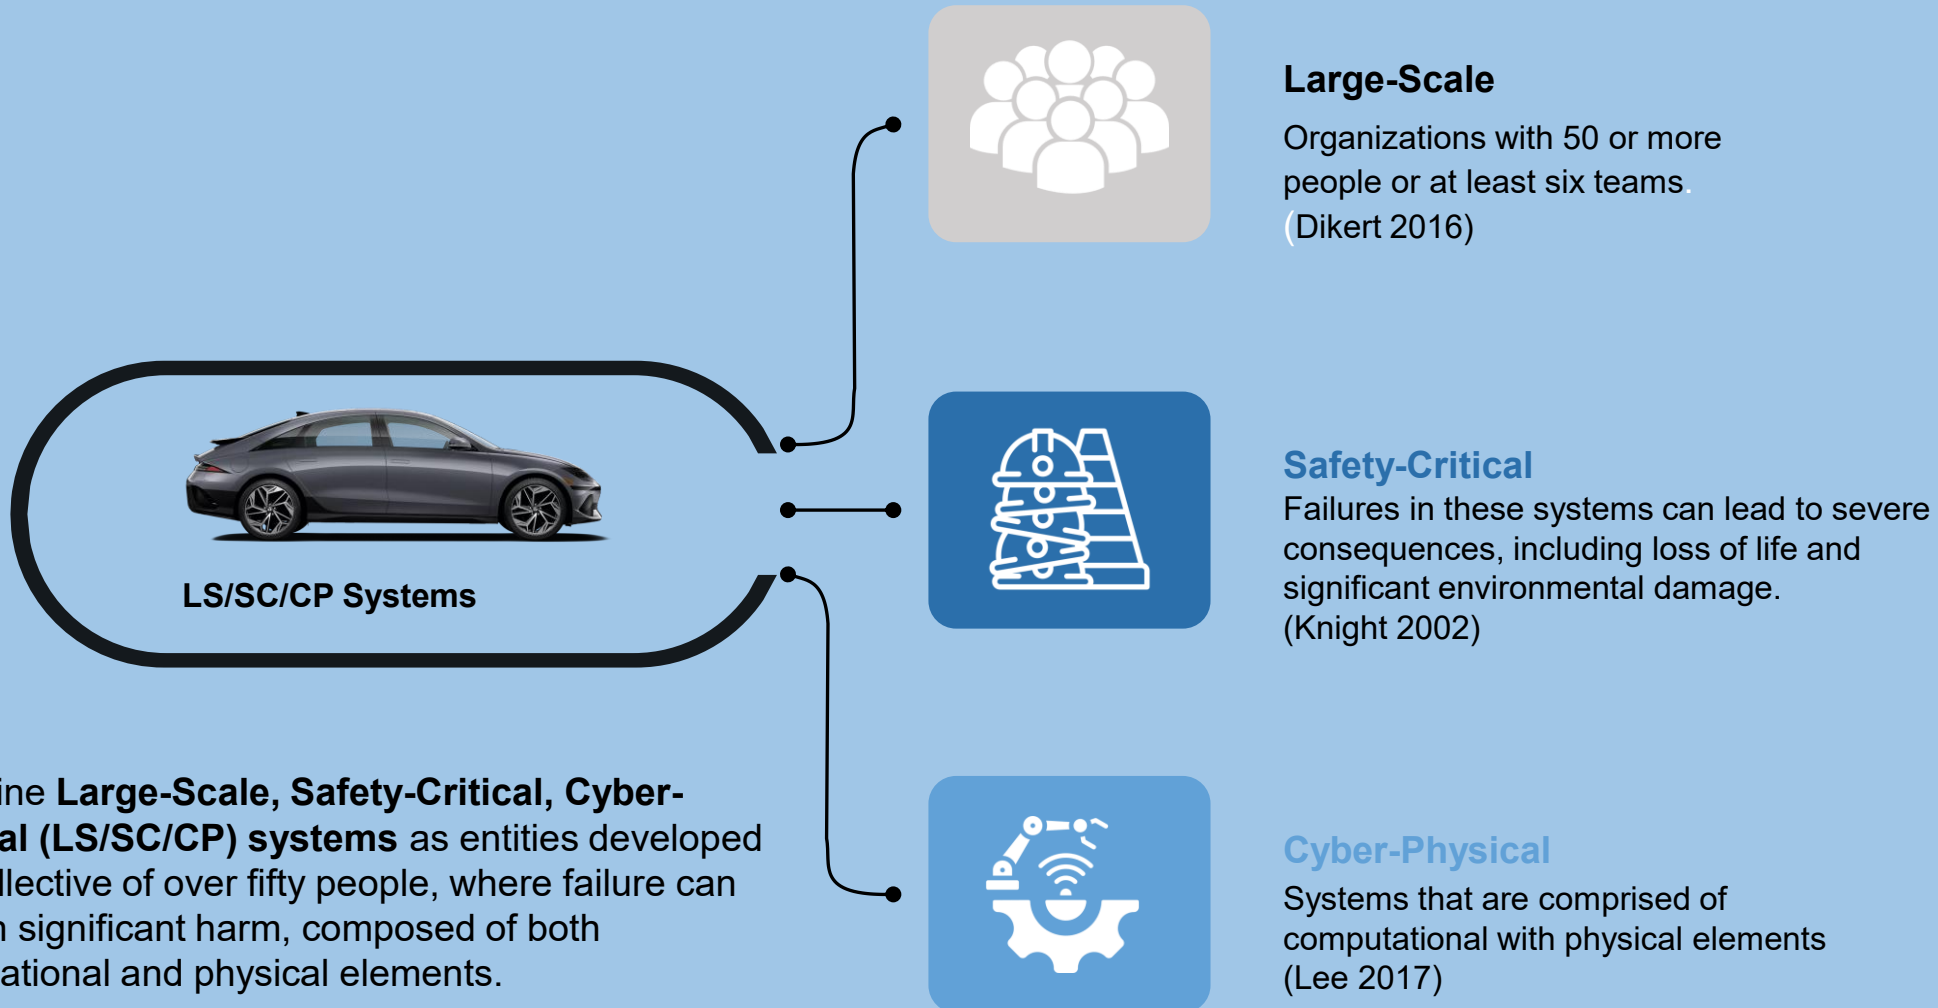 Large-Scale
Organizations with 50 or more
people or at least six teams.
(Dikert 2016)
LS/SC/CP Systems
Safety-Critical
Failures in these systems can lead to severe
consequences, including loss of life and
significant environmental damage.
(Knight 2002)
ine Large-Scale, Safety-Critical, Cyber-
al (LS/SC/CP) systems as entities developed
llective of over fifty people, where failure can
n significant harm, composed of both
ational and physical elements.
Cyber-Physical
Systems that are comprised of
computational with physical elements
(Lee 2017)